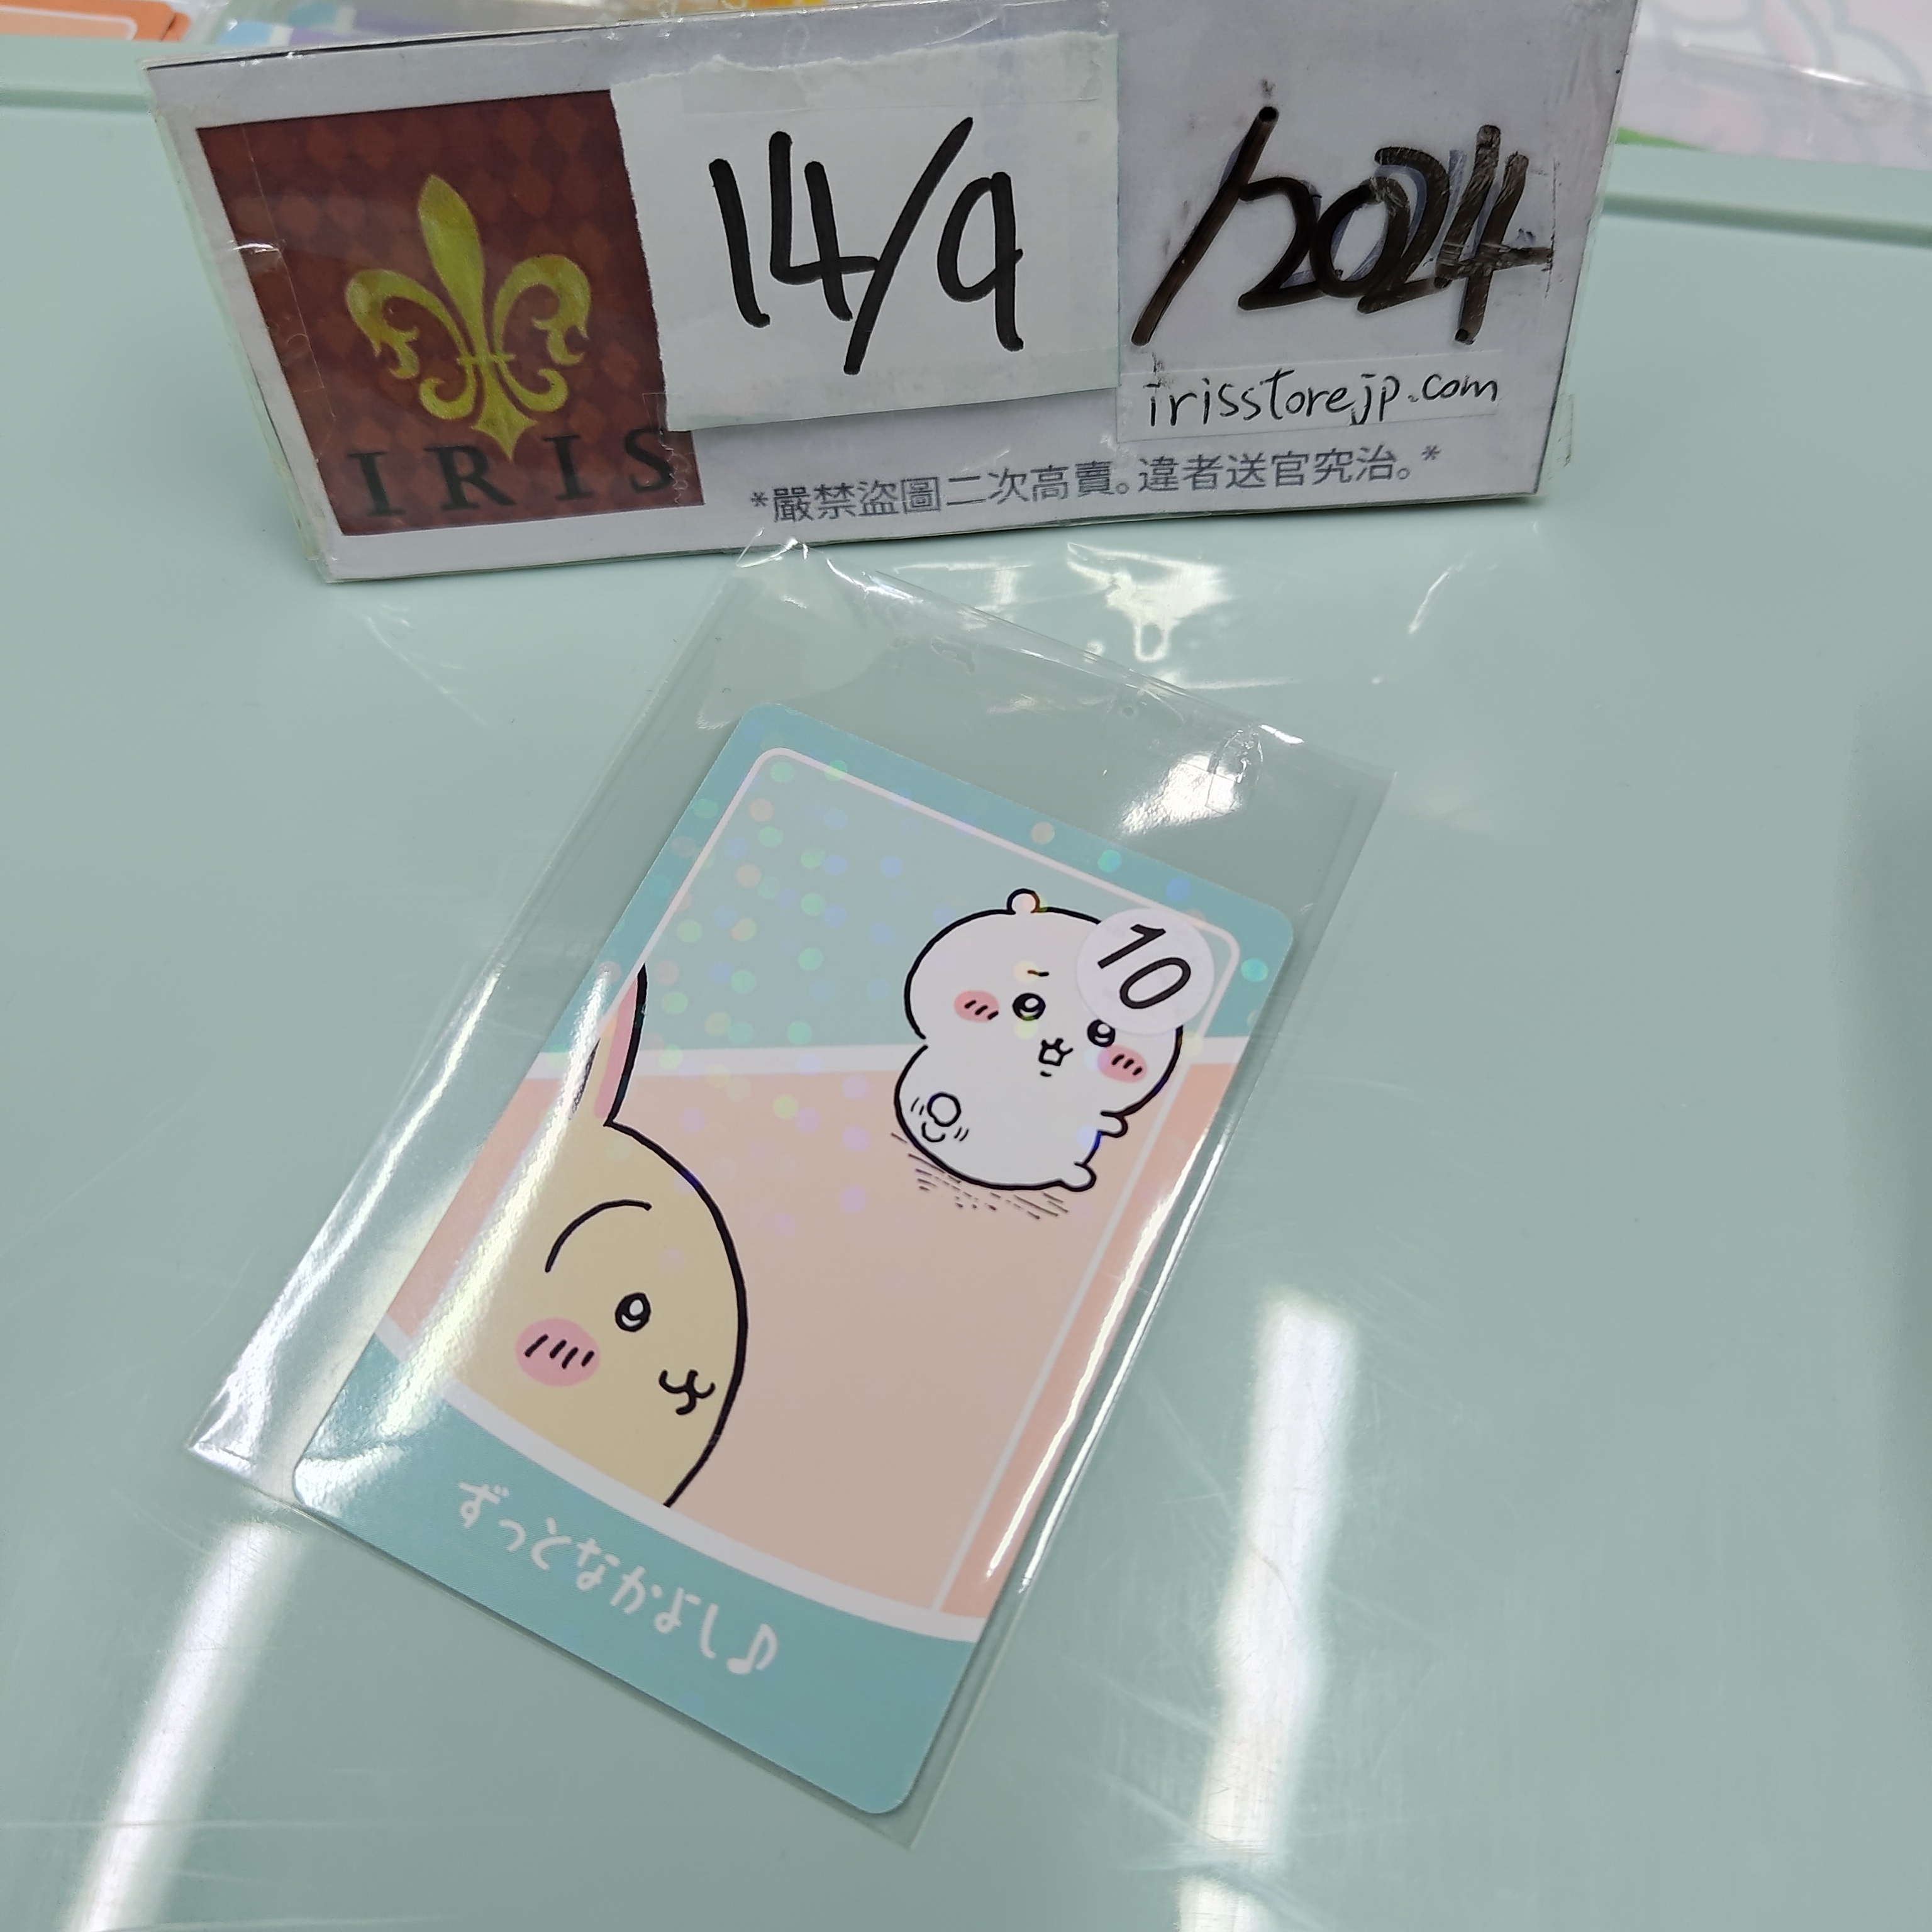 14/9
/2024
irisstorejp.com
IRIS
*嚴禁盜圖二次高賣。違者送官究治。*
10
ずっとなかよし♪